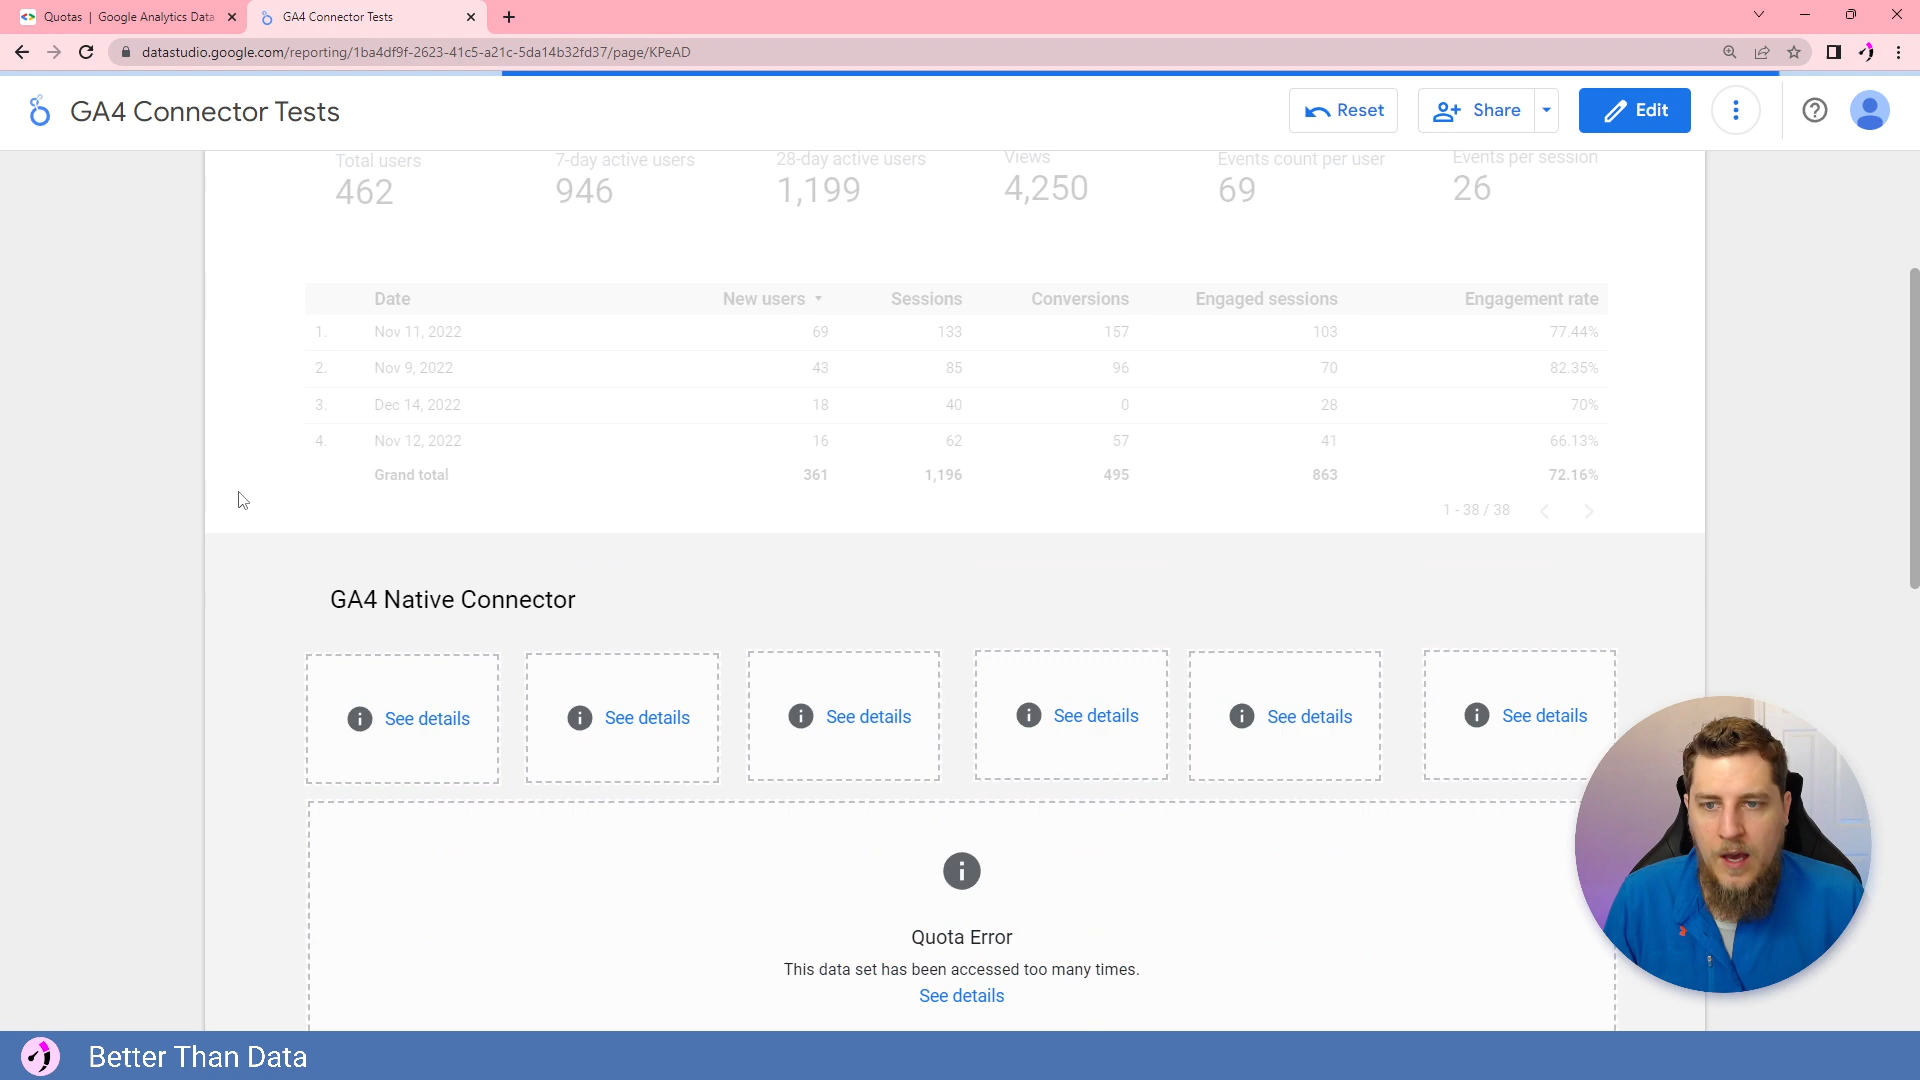 Quotas | Google Analytics Data
GA4 Connector Tests
datastudio.google.com/reporting/1ba4df9f-2623-41c5-a21c-5da14b32fd37/page/KPeAD
GA4 Connector Tests
Reset
Share
Edit
Total users
7-day active users
28-day active users
Views
Events count per user
Events per session
462
946
1,199
4,250
69
26
Date New users Sessions Conversions Engaged sessions Engagement rate
1. Nov 11, 2022 69 133 157 103 77.44%
2. Nov 9, 2022 43 85 96 70 82.35%
3. Dec 14, 2022 18 40 0 28 70%
4. Nov 12, 2022 16 62 57 41 66.13%
Grand total 361 1,196 495 863 72.16%
1 - 38 / 38
GA4 Native Connector
See details
See details
See details
See details
See details
See details
Quota Error
This data set has been accessed too many times.
See details
Better Than Data